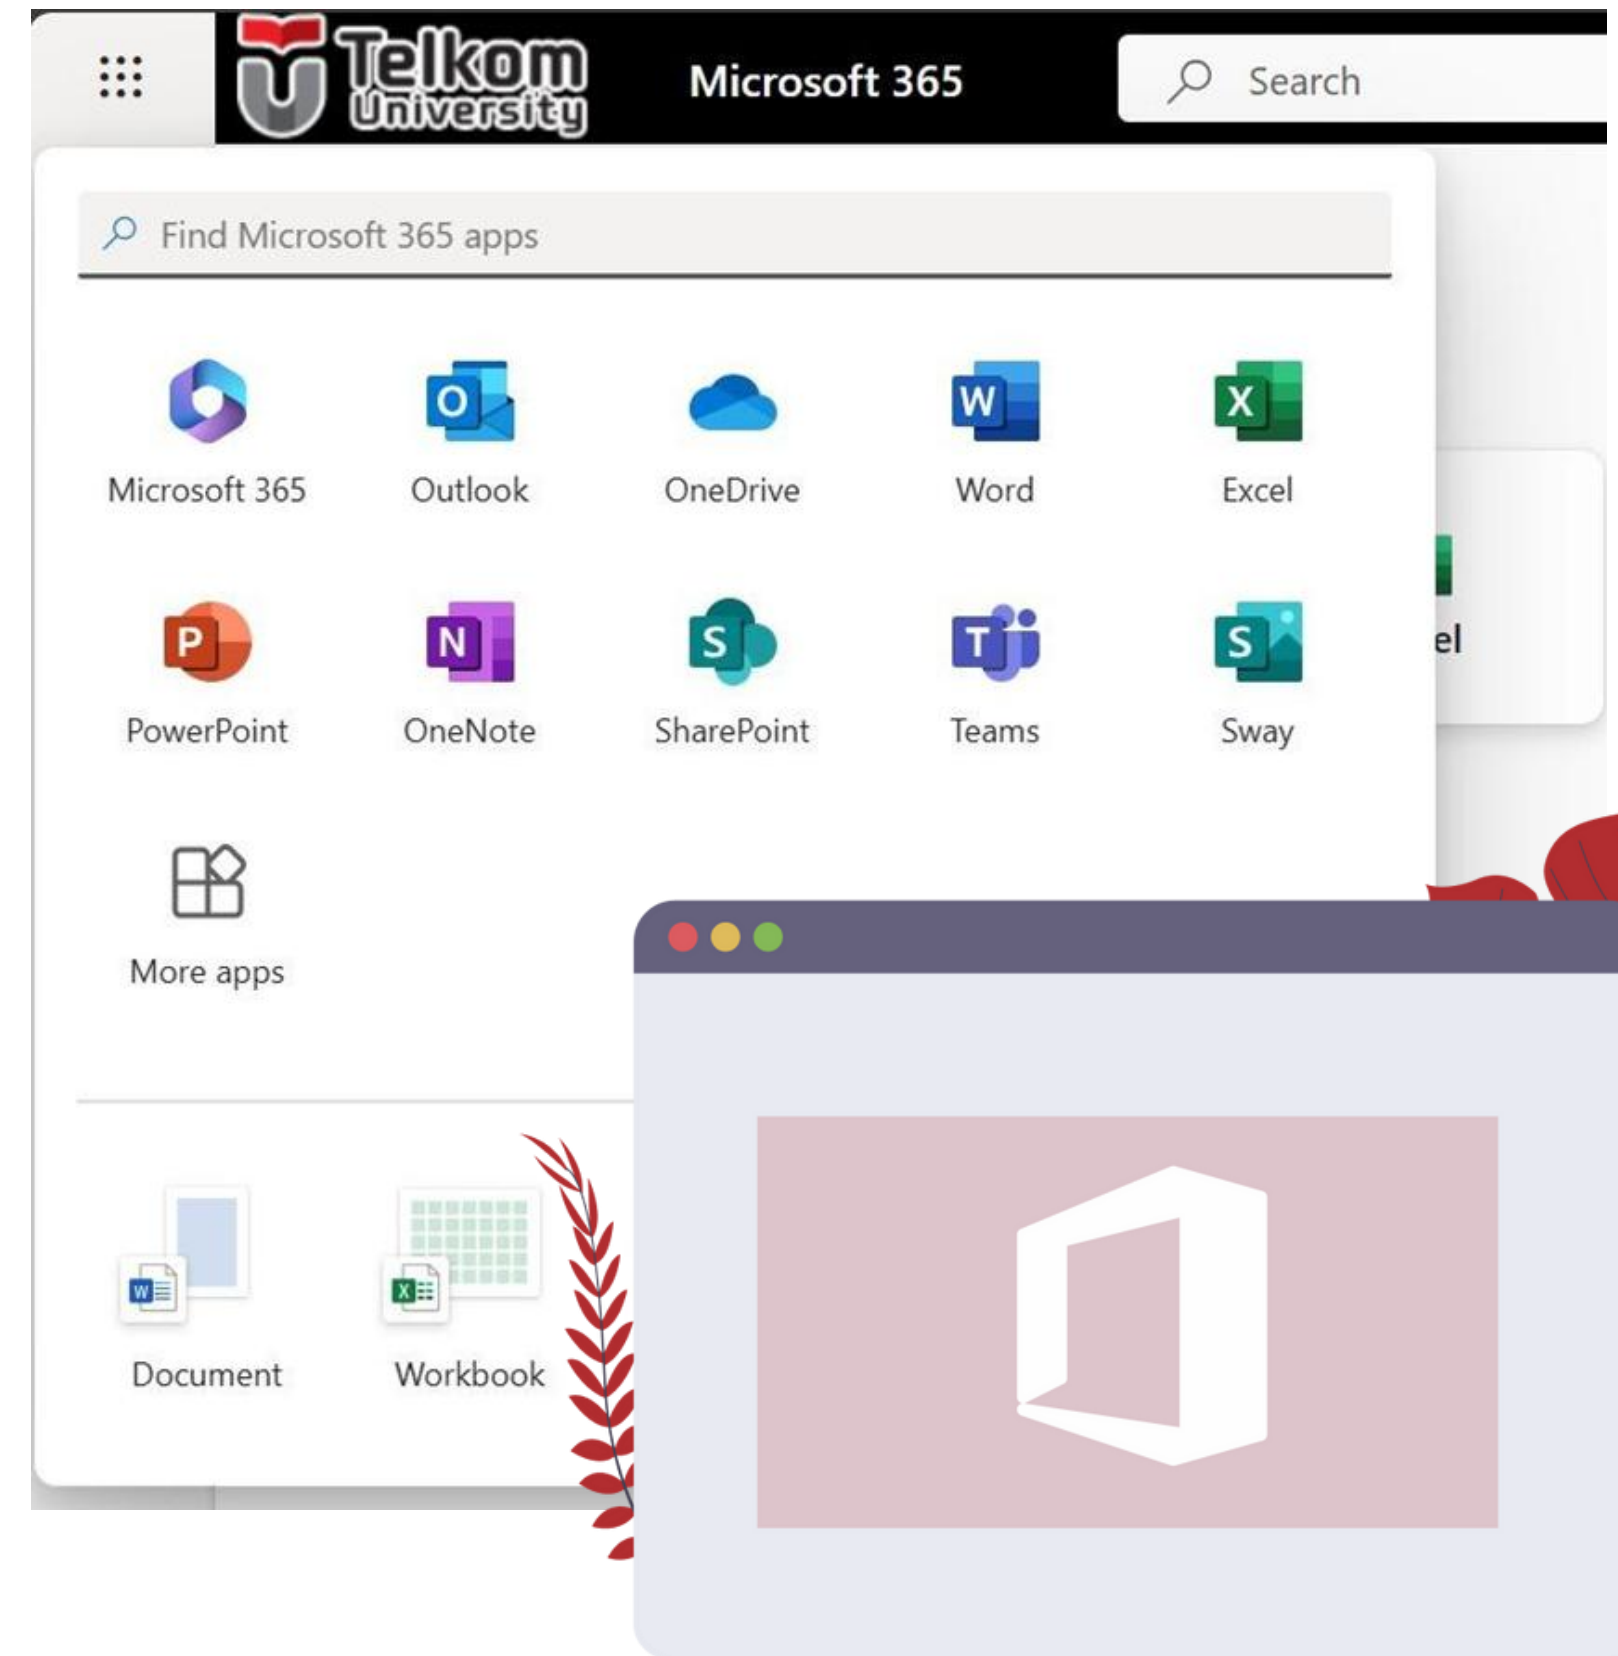 Telkom
University
Microsoft 365
Search
Find Microsoft 365 apps
Microsoft 365
Outlook
OneDrive
Word
Excel
PowerPoint
OneNote
SharePoint
Teams
Sway
el
More apps
Document
Workbook